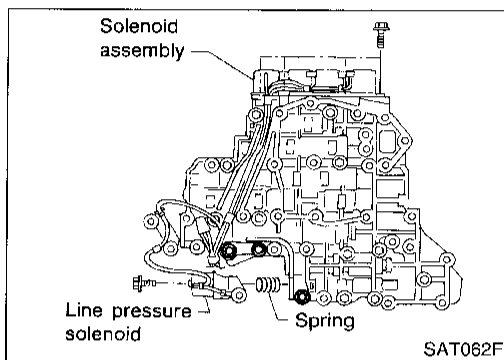 Solenoid
assembly
Line pressure
solenoid
Spring
SAT062F